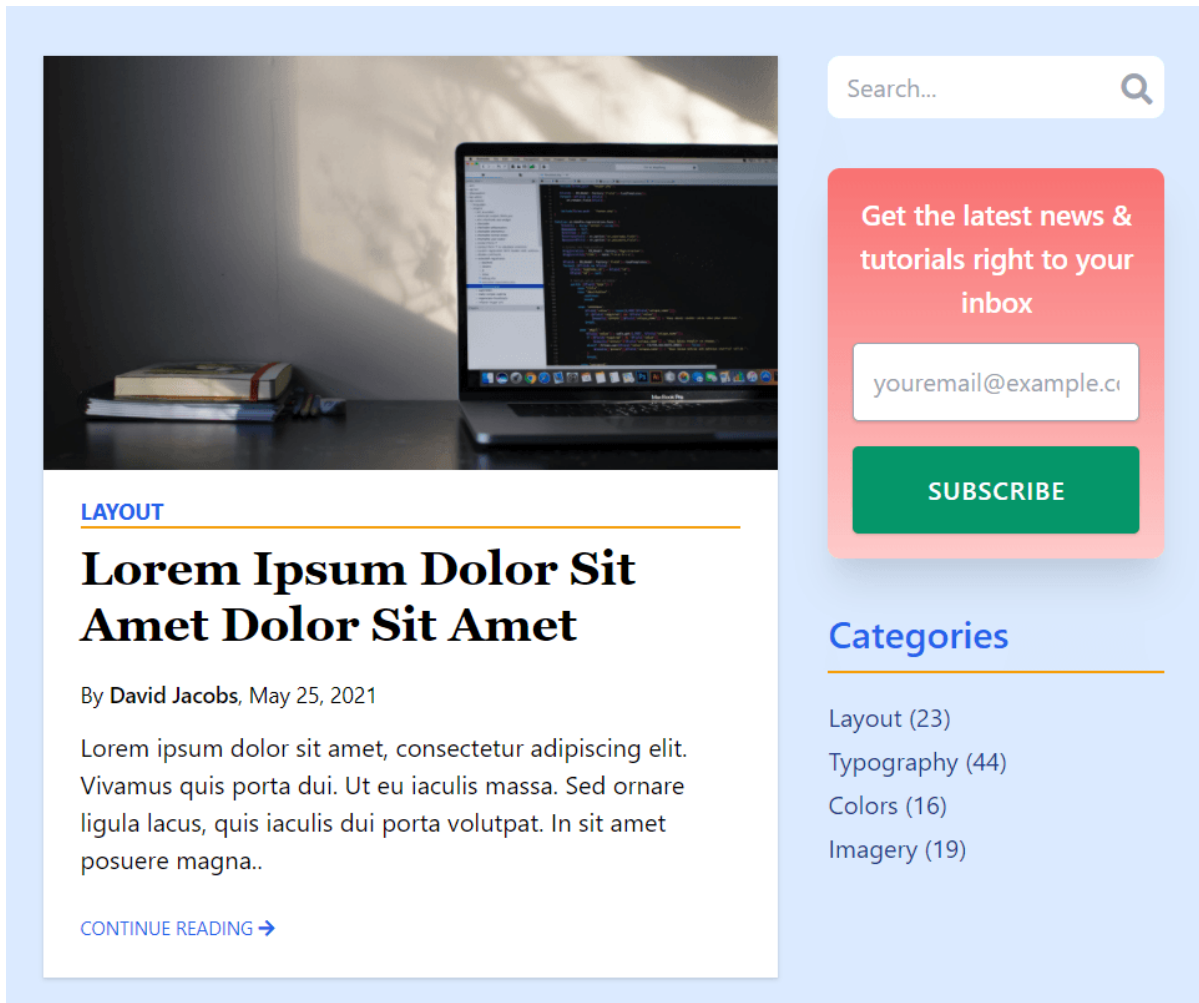 LAYOUT
Lorem Ipsum Dolor Sit
Amet Dolor Sit Amet
By David Jacobs, May 25, 2021
Lorem ipsum dolor sit amet, consectetur adipiscing elit.
Vivamus quis porta dui. Ut eu iaculis massa. Sed ornare
ligula lacus, quis iaculis dui porta volutpat. In sit amet
posuere magna..
CONTINUE READING
Search...
Get the latest news &
tutorials right to your
inbox
youremail@example.c
SUBSCRIBE
Categories
Layout (23)
Typography (44)
Colors (16)
Imagery (19)